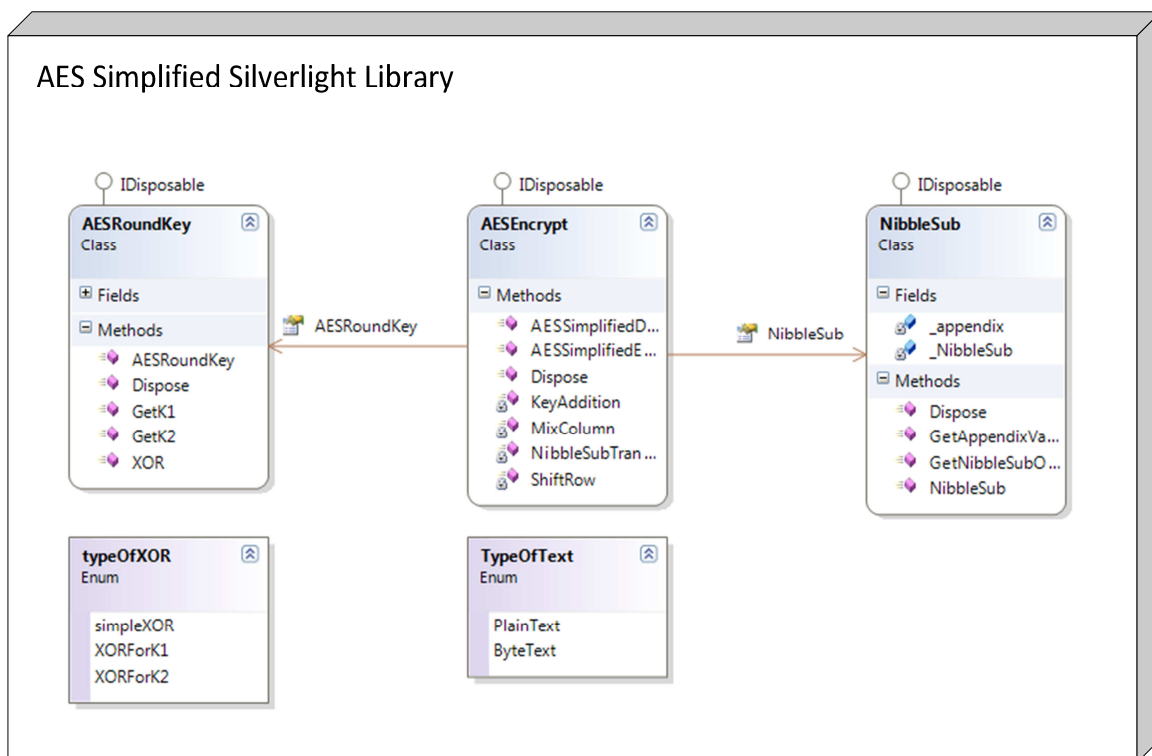 AES Simplified Silverlight Library
IDisposable
AESRoundKey
Class
Fields
Methods
AESRoundKey
Dispose
GetK1
GetK2
XOR
AESRoundKey
IDisposable
AESEncrypt
Class
Methods
AESSimplifiedD...
AESSimplifiedE...
Dispose
KeyAddition
MixColumn
NibbleSubTran...
ShiftRow
NibbleSub
IDisposable
NibbleSub
Class
Fields
_appendix
_NibbleSub
Methods
Dispose
GetAppendixVa...
GetNibbleSubO...
NibbleSub
typeOfXOR
Enum
simpleXOR
XORForK1
XORForK2
TypeOfText
Enum
PlainText
ByteText